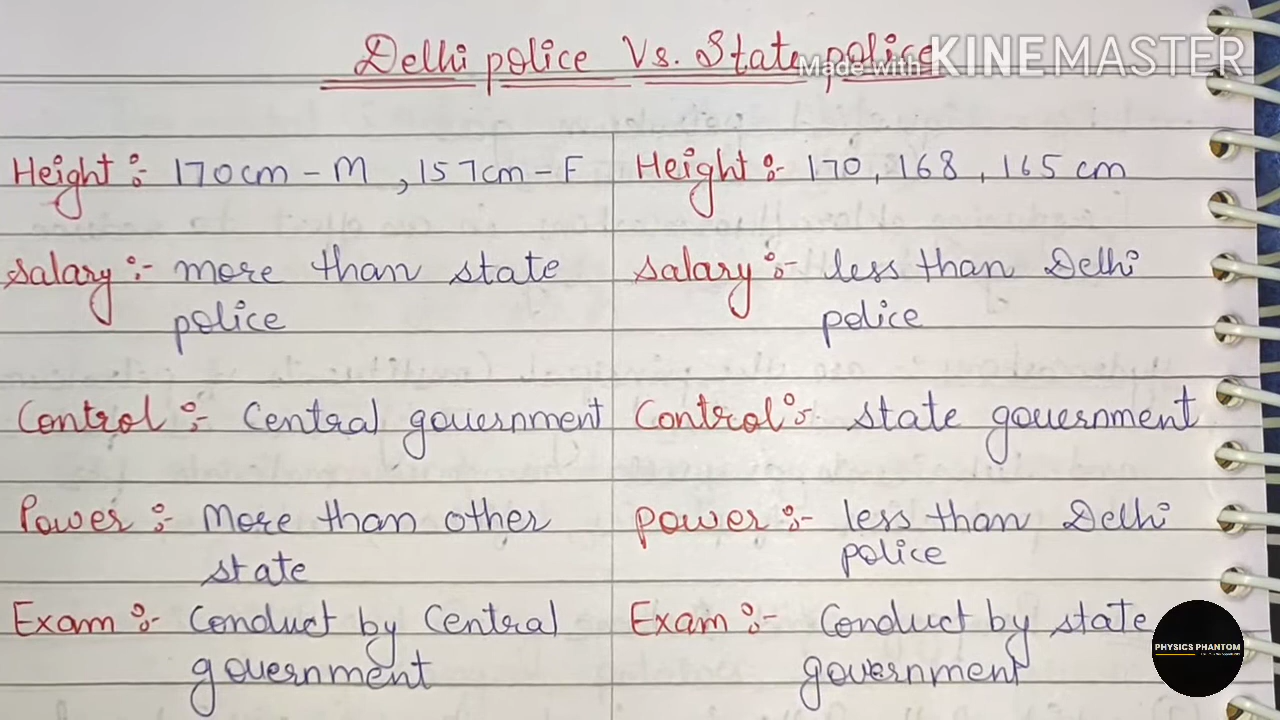 Delhi police Vs. State police
Made with KINEMASTER
Height :- 170cm - M , 157cm - F
Height :- 170, 168, 165 cm
Salary :- more than state
police
Salary :- less than Delhi
police
Control :- Central government
Control :- state government
Power :- More than other
state
power :- less than Delhi
police
Exam :- Conduct by Central
government
Exam :- Conduct by state
government
PHYSICS PHANTOM